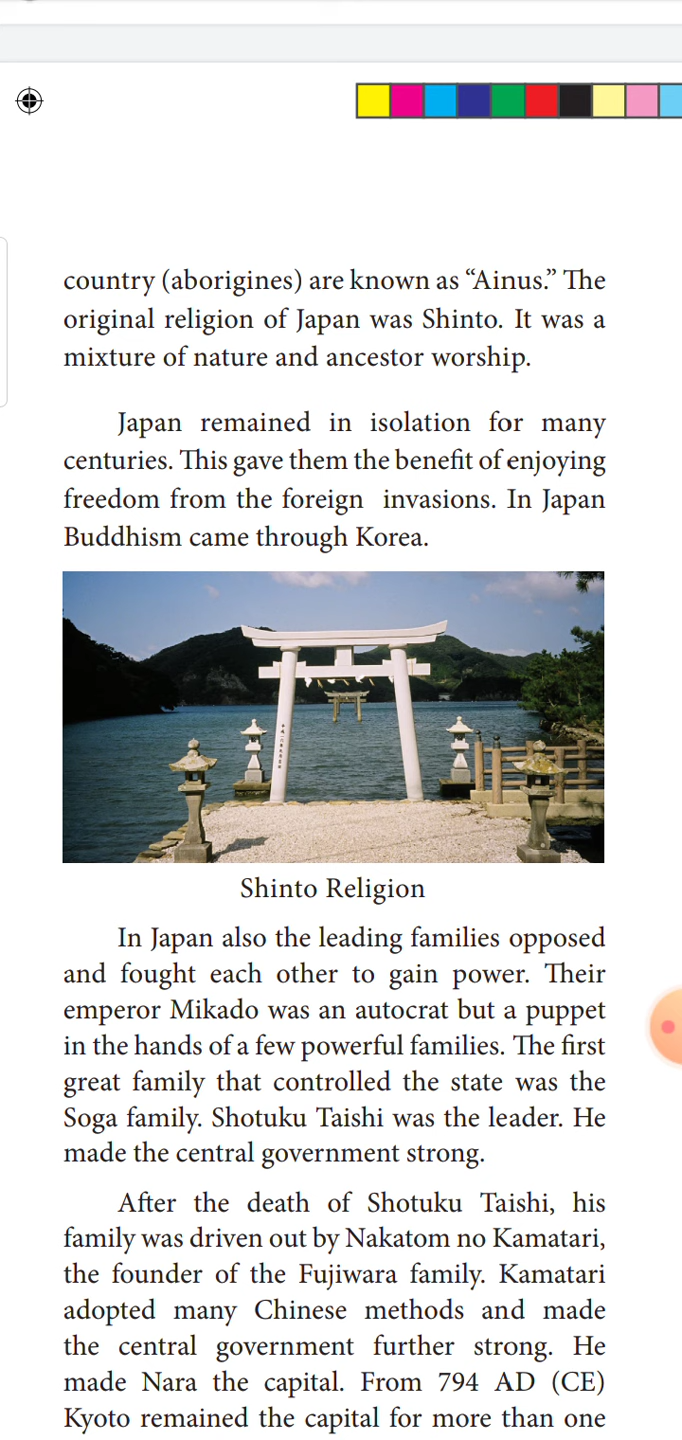 country (aborigines) are known as “Ainus.” The
original religion of Japan was Shinto. It was a
mixture of nature and ancestor worship.
Japan remained in isolation for many
centuries. This gave them the benefit of enjoying
freedom from the foreign invasions. In Japan
Buddhism came through Korea.
Shinto Religion
In Japan also the leading families opposed
and fought each other to gain power. Their
emperor Mikado was an autocrat but a puppet
in the hands of a few powerful families. The first
great family that controlled the state was the
Soga family. Shotuku Taishi was the leader. He
made the central government strong.
After the death of Shotuku Taishi, his
family was driven out by Nakatom no Kamatari,
the founder of the Fujiwara family. Kamatari
adopted many Chinese methods and made
the central government further strong. He
made Nara the capital. From 794 AD (CE)
Kyoto remained the capital for more than one